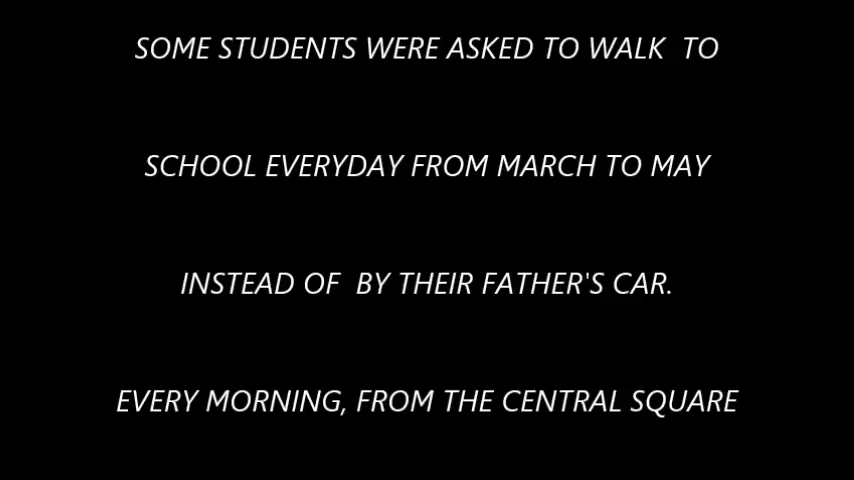 SOME STUDENTS WERE ASKED TO WALK  TO
SCHOOL EVERYDAY FROM MARCH TO MAY
INSTEAD OF  BY THEIR FATHER'S CAR.
EVERY MORNING, FROM THE CENTRAL SQUARE